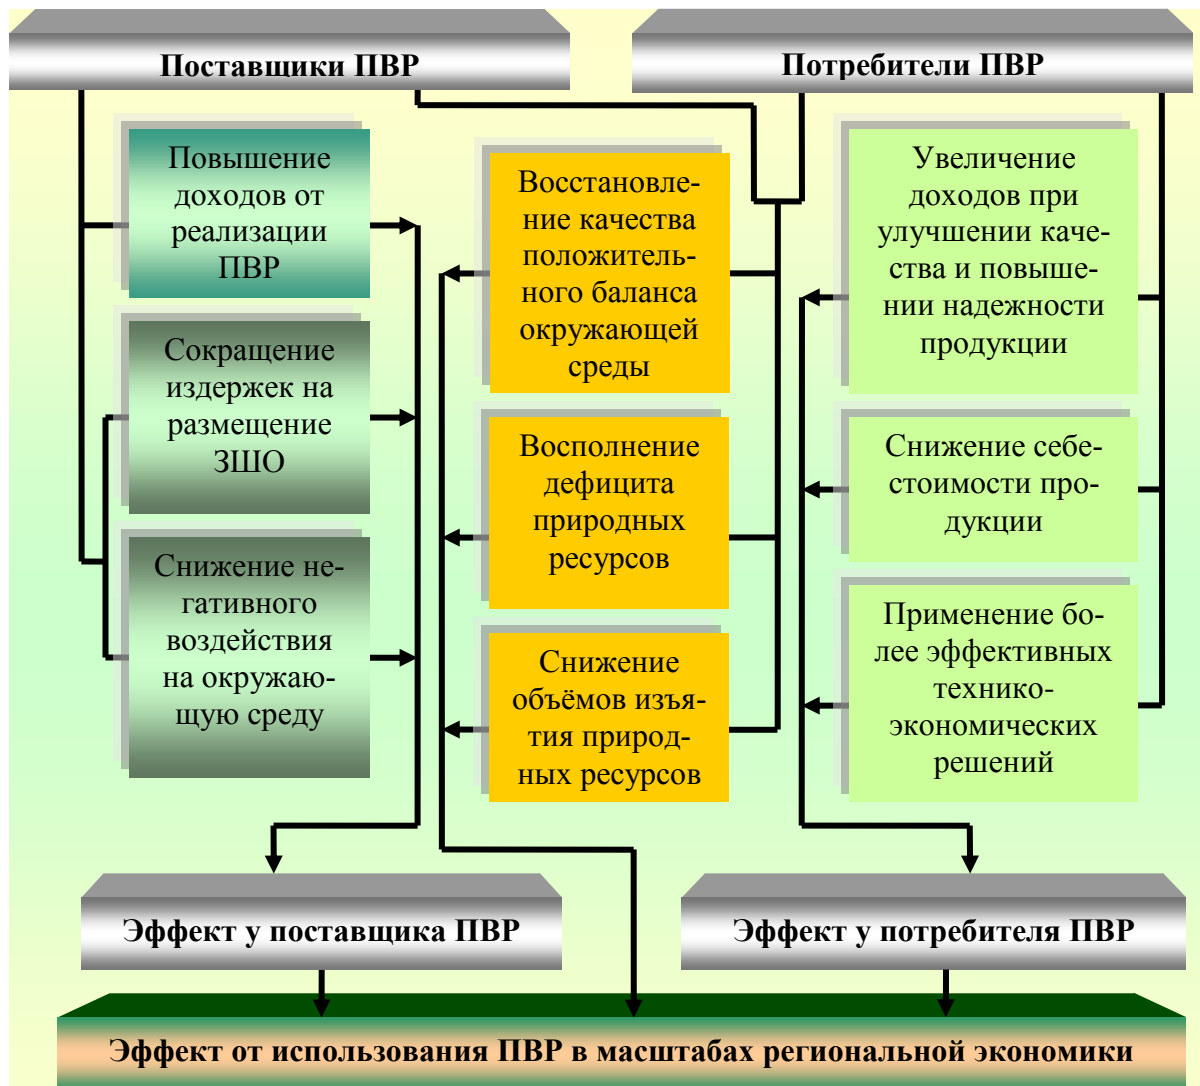 Поставщики ПВР
Потребители ПВР
Повышение
доходов от
реализации
ПВР
Сокращение
издержек на
размещение
ЗШО
Снижение не-
гативного
воздействия
на окружаю-
щую среду
Восстановле-
ние качества
положитель-
ного баланса
окружающей
среды
Восполнение
дефицита
природных
ресурсов
Снижение
объёмов изъя-
тия природ-
ных ресурсов
Увеличение
доходов при
улучшении каче-
ства и повыше-
нии надежности
продукции
Снижение себе-
стоимости про-
дукции
Применение бо-
лее эффективных
технико-
экономических
решений
Эффект у поставщика ПВР
Эффект у потребителя ПВР
Эффект от использования ПВР в масштабах региональной экономики